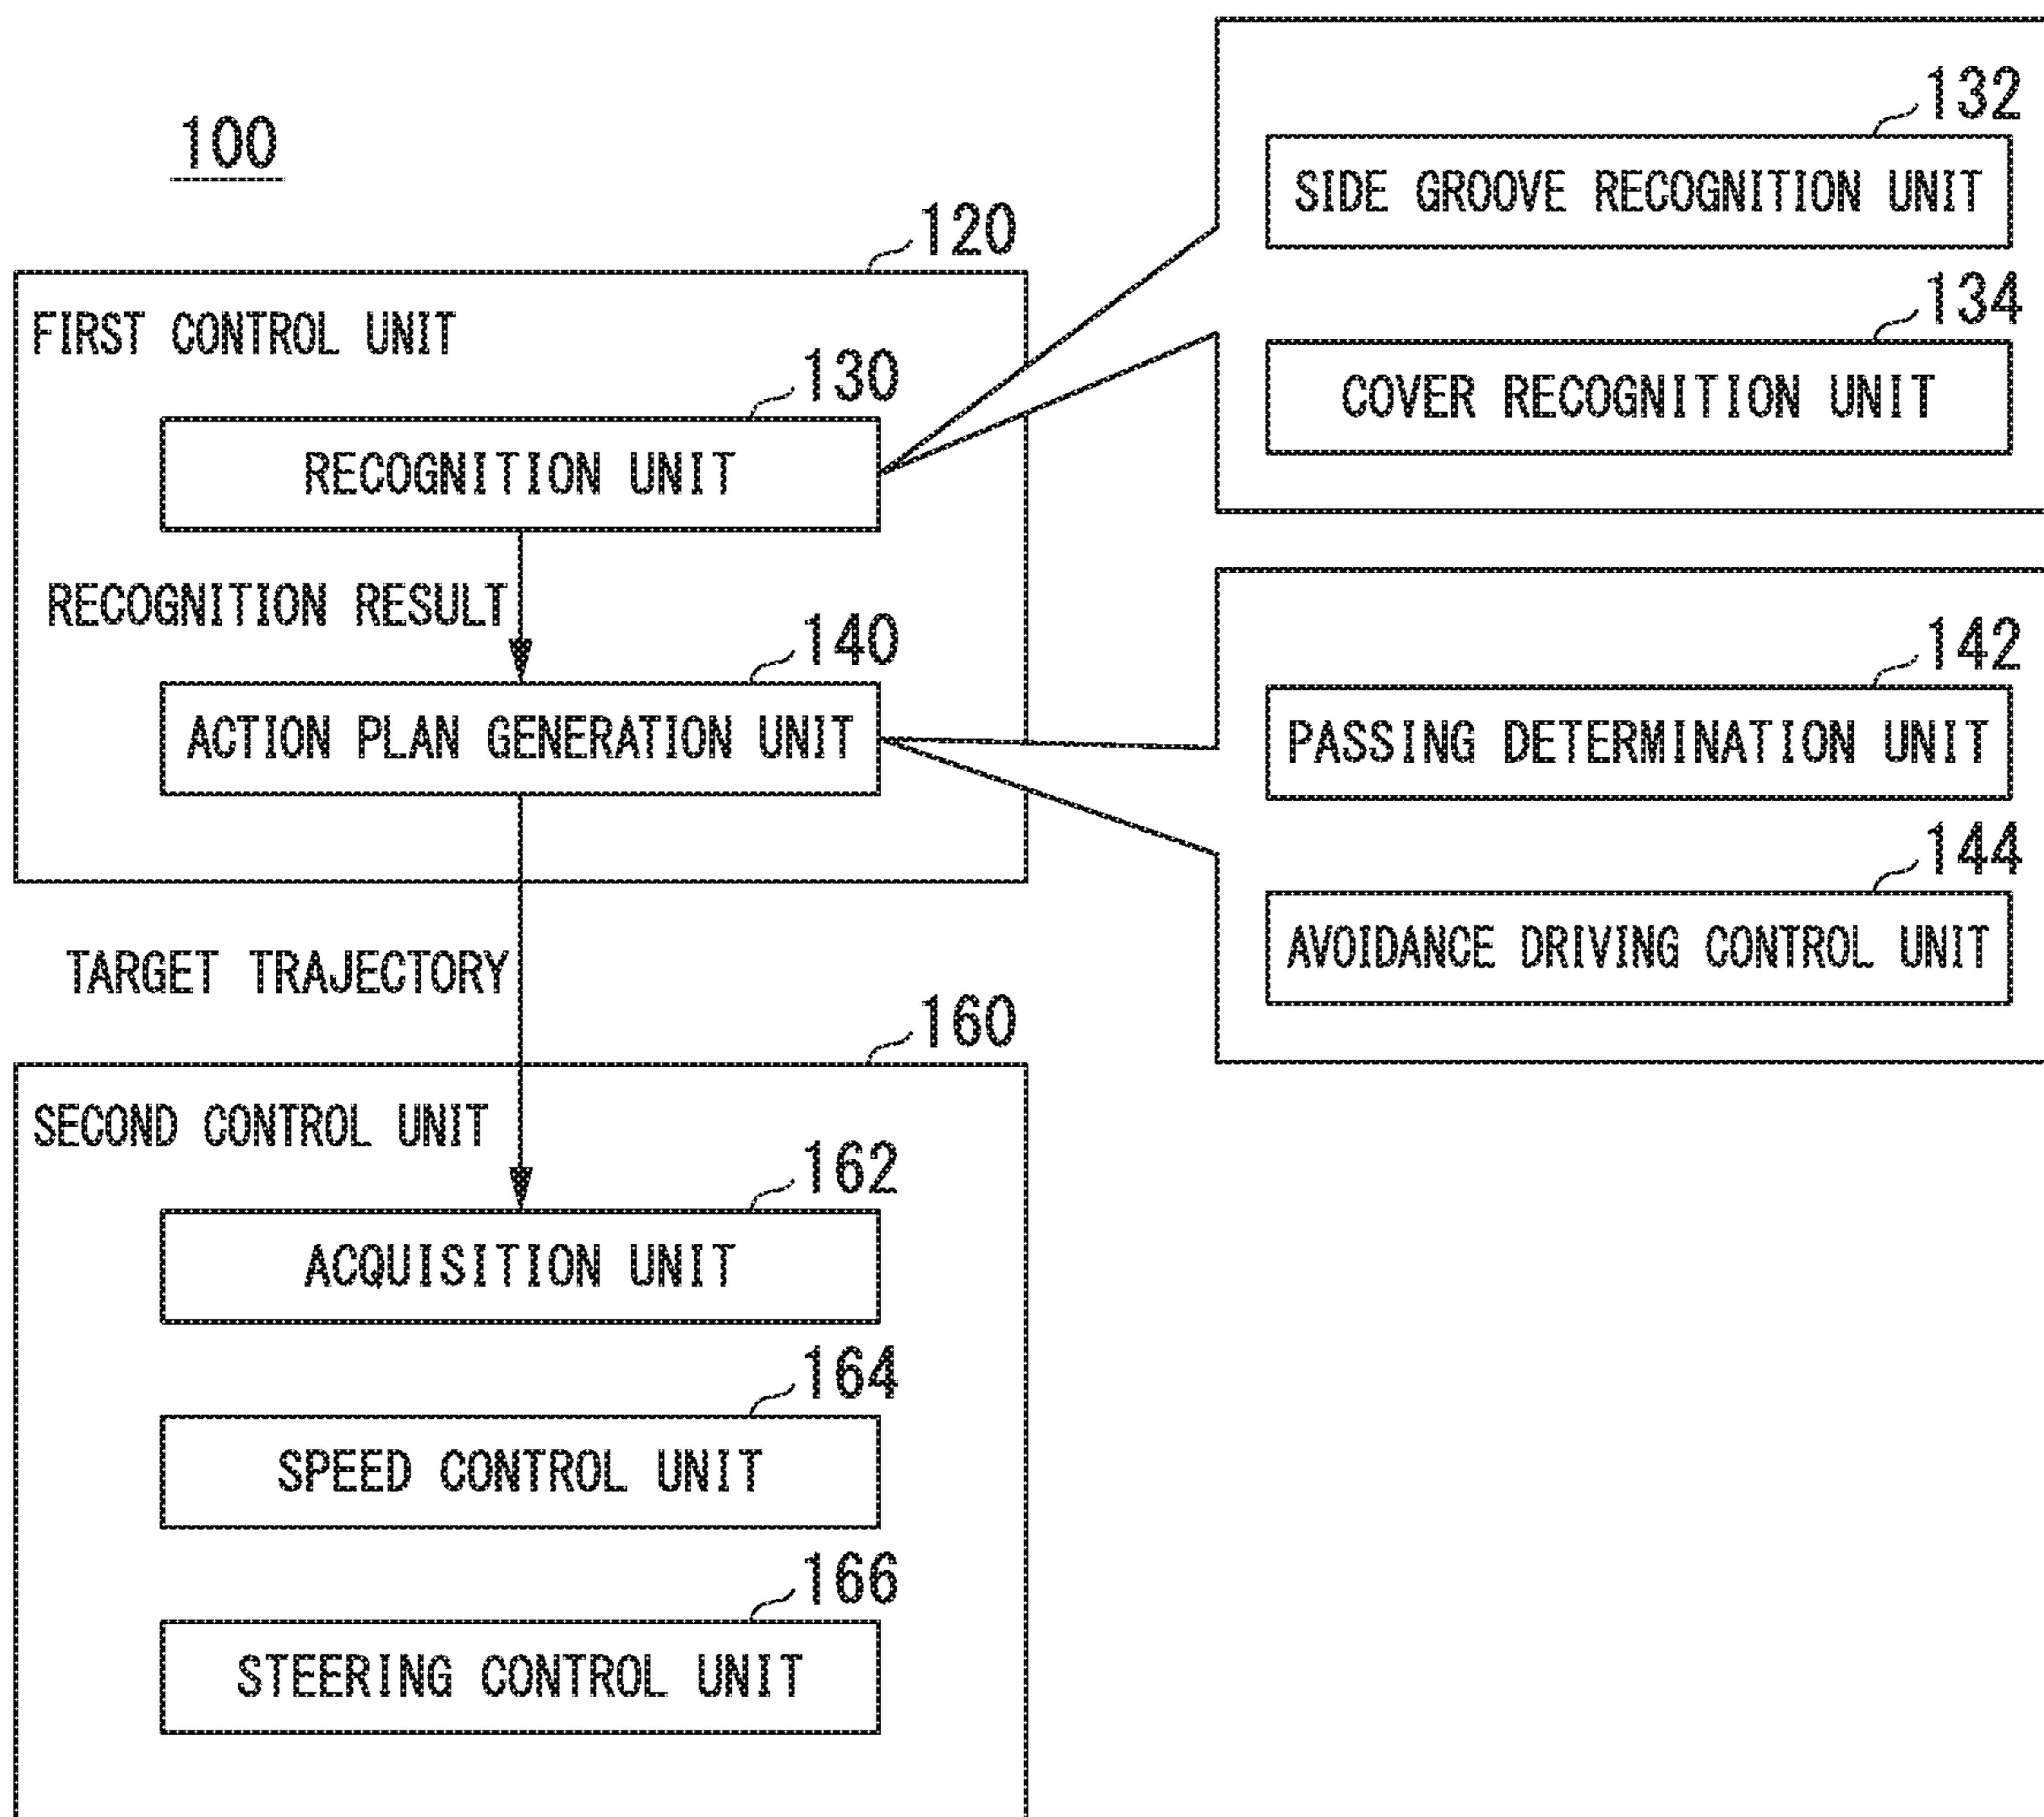 100
120
FIRST CONTROL UNIT
130
RECOGNITION UNIT
RECOGNITION RESULT
140
ACTION PLAN GENERATION UNIT
TARGET TRAJECTORY
160
SECOND CONTROL UNIT
162
ACQUISITION UNIT
164
SPEED CONTROL UNIT
166
STEERING CONTROL UNIT
132
SIDE GROOVE RECOGNITION UNIT
134
COVER RECOGNITION UNIT
142
PASSING DETERMINATION UNIT
144
AVOIDANCE DRIVING CONTROL UNIT